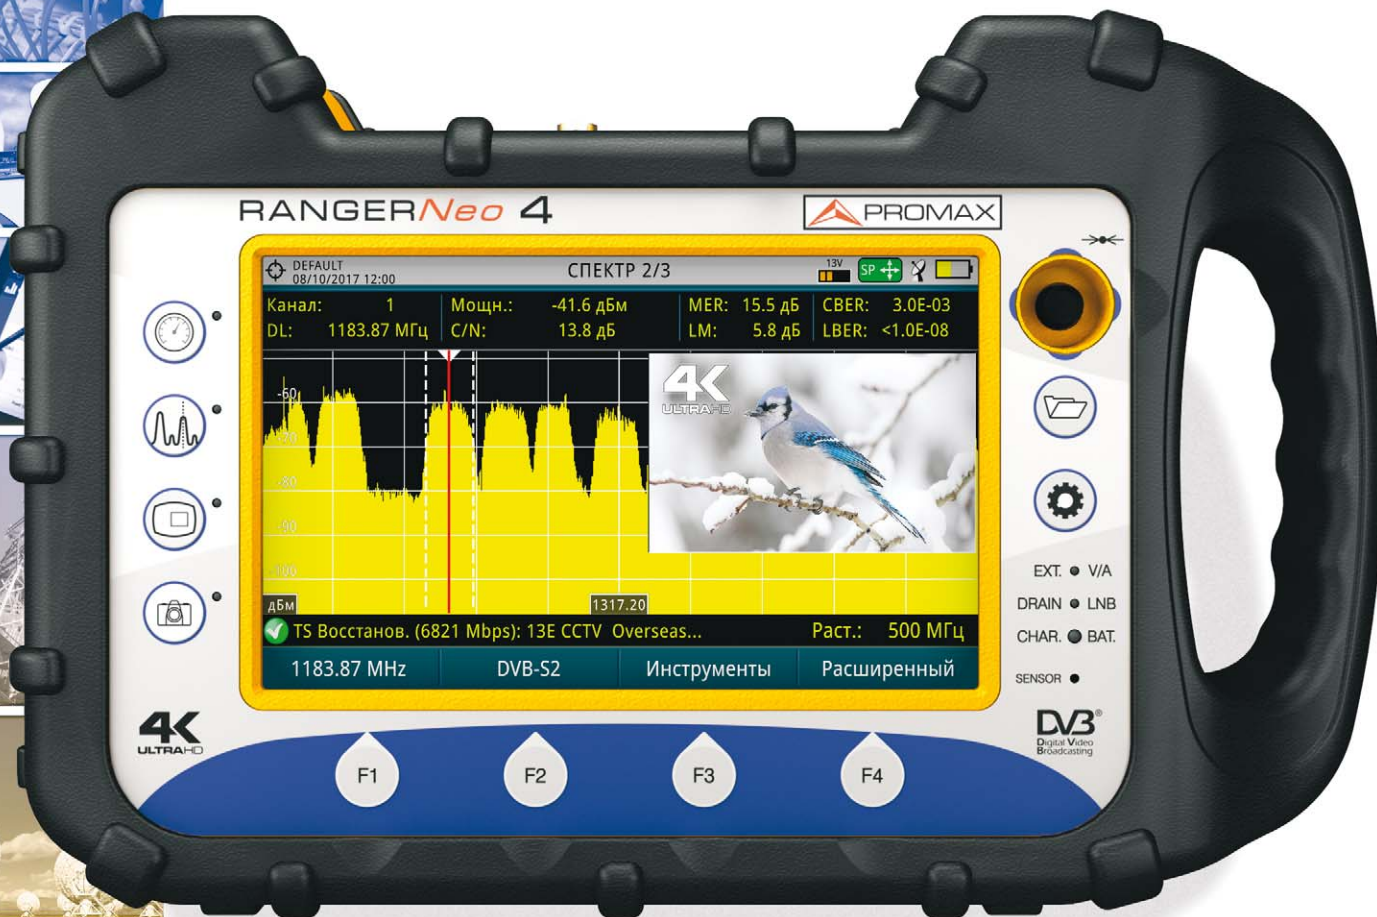 RANGERNeo 4
PROMAX
DEFAULT
08/10/2017 12:00
СПЕКТР 2/3
13V
SP
Канал: 1
Мощн.: -41.6 дБм
MER: 15.5 дБ
CBER: 3.0E-03
DL: 1183.87 МГц
C/N: 13.8 дБ
LM: 5.8 дБ
LBER: <1.0E-08
4K
ULTRAHD
-60
-70
-80
-90
-100
дБм
1317.20
TS Восстанов. (6821 Mbps): 13E CCTV Overseas...
Раст.: 500 МГц
1183.87 MHz
DVB-S2
Инструменты
Расширенный
EXT. V/A
DRAIN LNB
CHAR. BAT.
SENSOR
4K
ULTRAHD
DVB®
Digital Video
Broadcasting
F1
F2
F3
F4